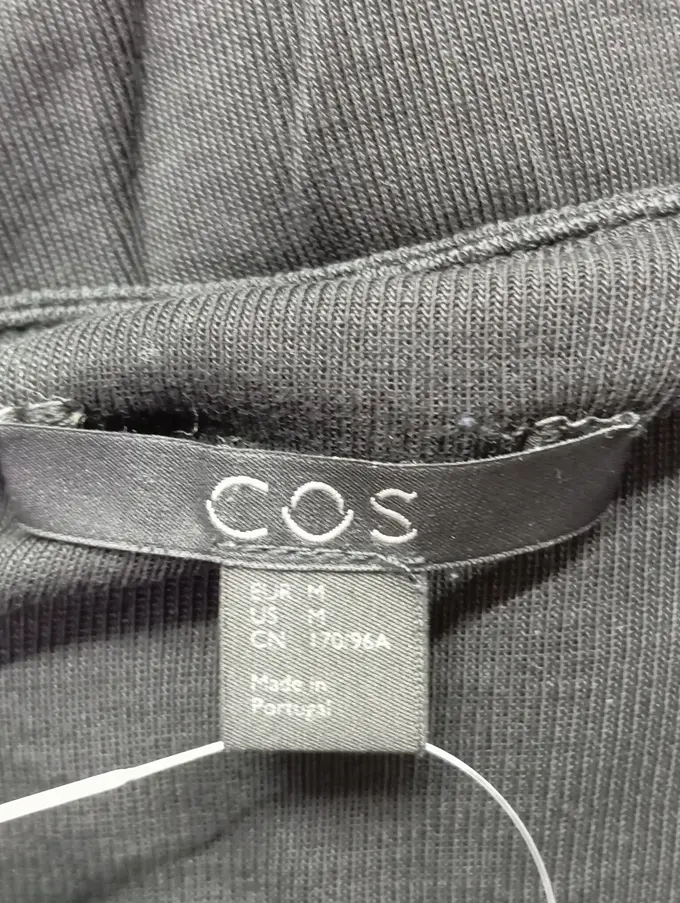 COS
EUR M
US M
CN 170/96A
Made in
Portugal